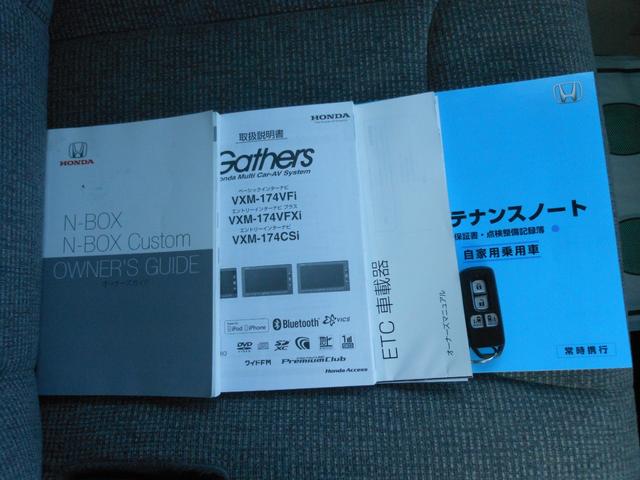 HONDA
N-BOX
N-BOX Custom
OWNER'S GUIDE
オーナーズガイド
取扱説明書
HONDA
Gathers
onda Multi Car-AV System
ベーシックインターナビ
VXM-174VFi
エントリーインターナビ プラス
VXM-174VFXi
エントリーインターナビ
VXM-174CSi
iPod iPhone
Bluetooth
VICS
DVD
SD
XC
ワイドFM
PremiumClub
Honda Access
ETC 車載器
オーナーズマニュアル
テナンスノート
保証書・点検整備記録簿
自家用乗用車
常時携行